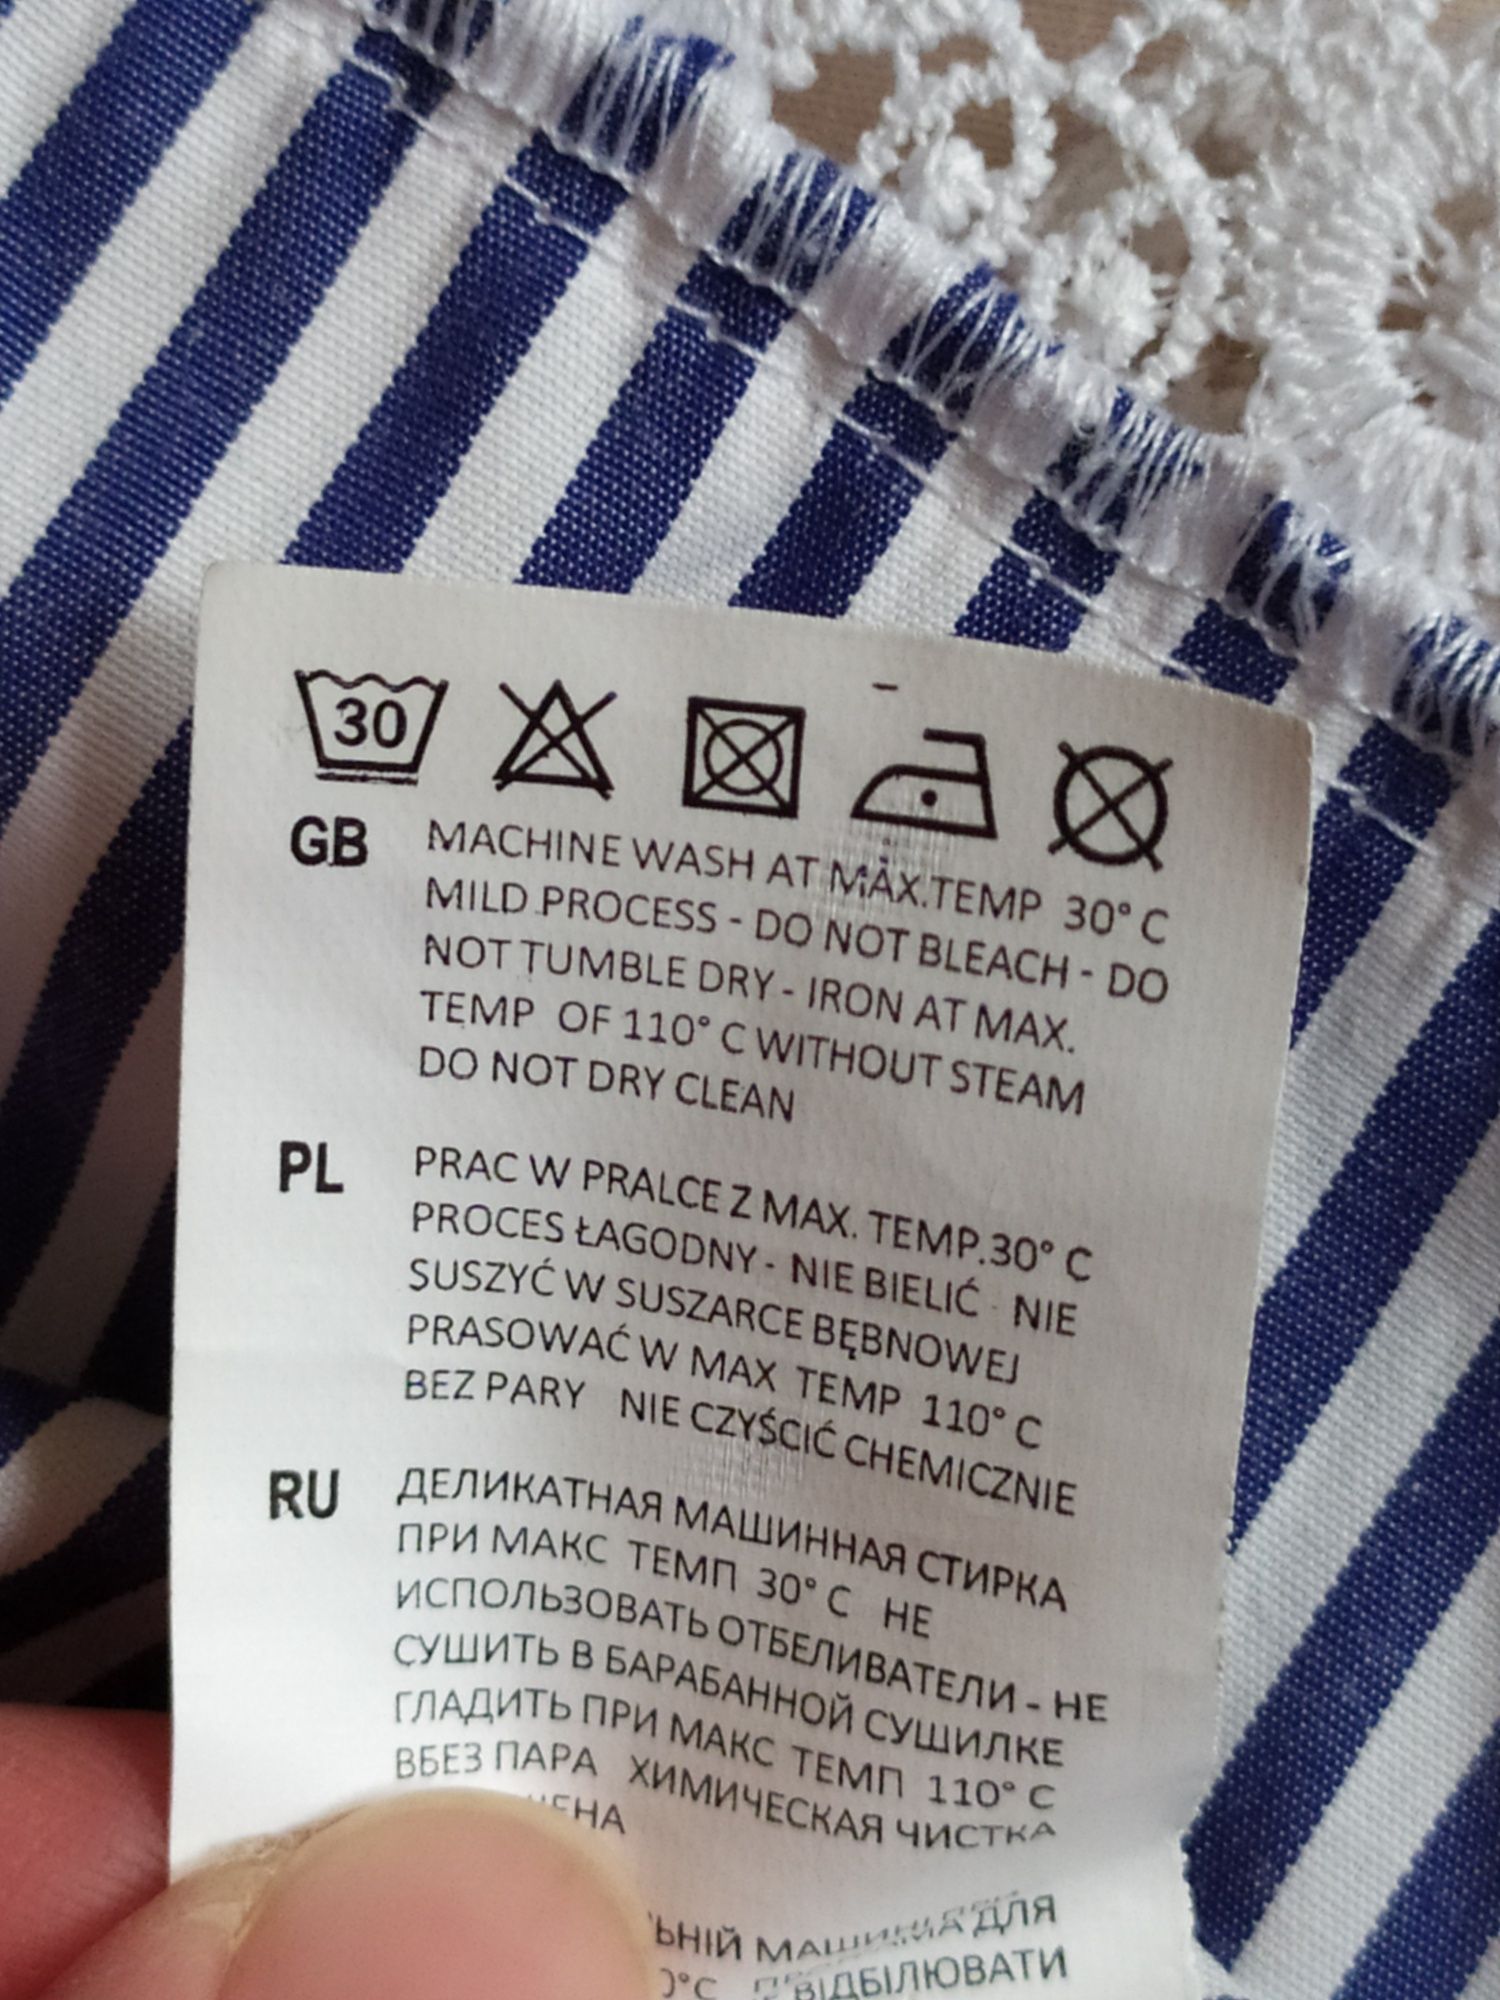 30
GB MACHINE WASH AT MAX.TEMP 30° C
MILD PROCESS - DO NOT BLEACH - DO
NOT TUMBLE DRY - IRON AT MAX.
TEMP OF 110° C WITHOUT STEAM
DO NOT DRY CLEAN
PL PRAC W PRALCE Z MAX. TEMP.30° C
PROCES ŁAGODNY - NIE BIELIĆ - NIE
SUSZYĆ W SUSZARCE BĘBNOWEJ
PRASOWAĆ W MAX TEMP 110° C
BEZ PARY NIE CZYŚCIĆ CHEMICZNIE
RU ДЕЛИКАТНАЯ МАШИННАЯ СТИРКА
ПРИ МАКС ТЕМП 30° С НЕ
ИСПОЛЬЗОВАТЬ ОТБЕЛИВАТЕЛИ - НЕ
СУШИТЬ В БАРАБАННОЙ СУШИЛКЕ
ГЛАДИТЬ ПРИ МАКС ТЕМП 110° С
ВБЕЗ ПАРА ХИМИЧЕСКАЯ ЧИСТКА
ДЛЯ
ВІДБІЛЮВАТИ